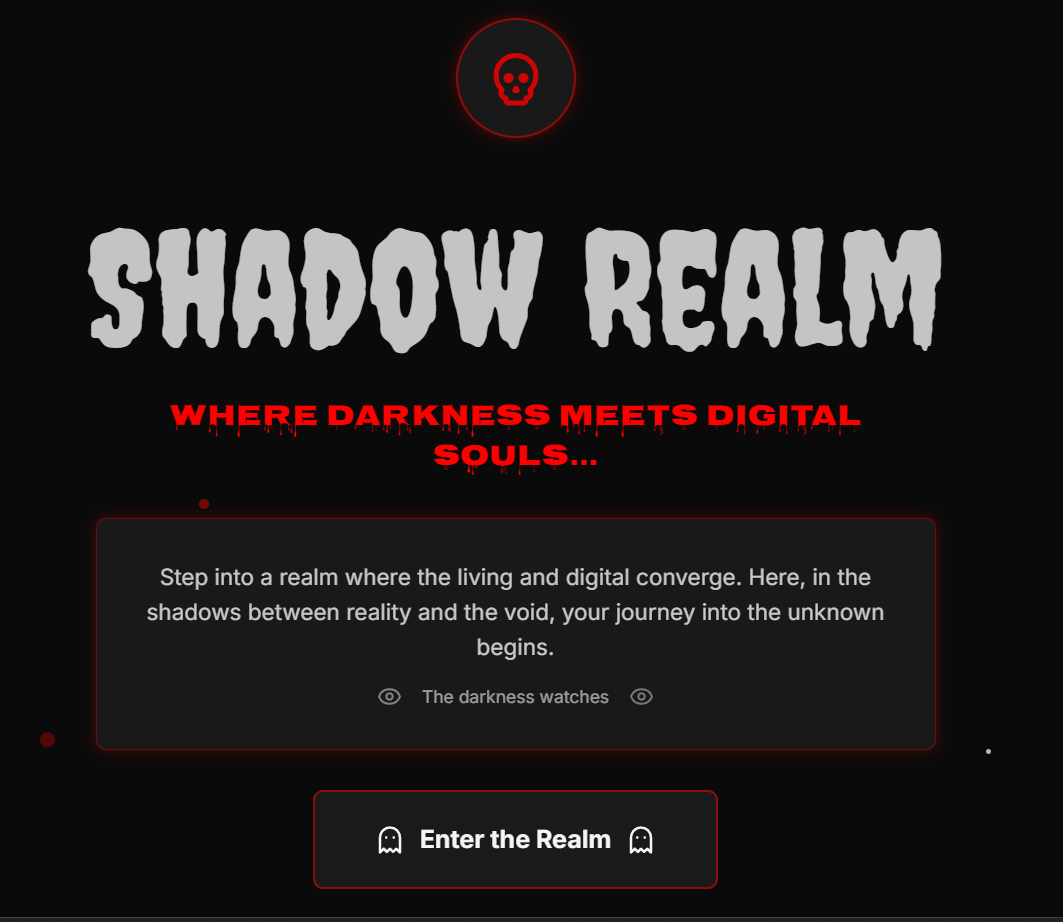 SHADOW REALM
WHERE DARKNESS MEETS DIGITAL
SOULS...
Step into a realm where the living and digital converge. Here, in the
shadows between reality and the void, your journey into the unknown
begins.
The darkness watches
Enter the Realm